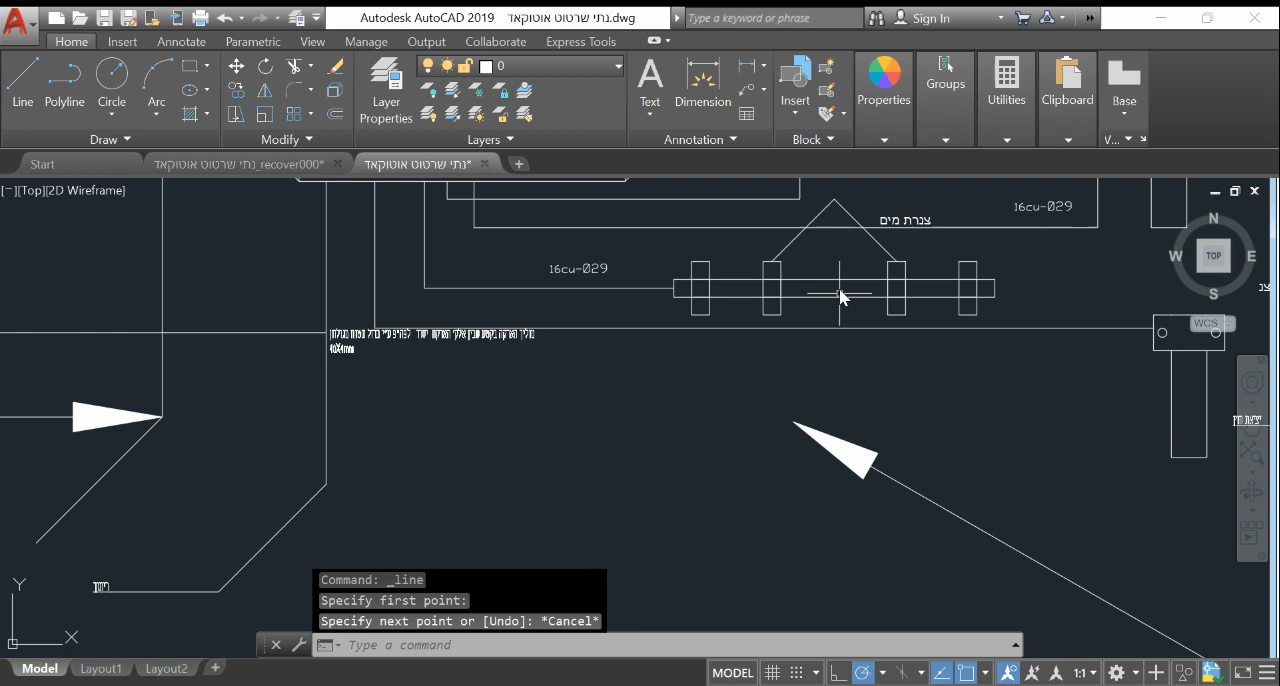 Autodesk AutoCAD 2019 נתי שרטוט אוטוקאד.dwg
Type a keyword or phrase
Sign In
Home Insert Annotate Parametric View Manage Output Collaborate Express Tools
Line Polyline Circle Arc
Layer Properties
0
Text Dimension
Insert
Properties Groups Utilities Clipboard Base
Draw Modify Layers Annotation Block V...
Start
נתי שרטוט אוטוקאד_recover000*
נתי שרטוט אוטוקאד*
[−][Top][2D Wireframe]
N
W TOP E
S
WCS
16cu-029
צנרת מים
16cu-029
צנ
40X4mm
יציאת חוץ
Y
X
Command: _line
Specify first point:
Specify next point or [Undo]: *Cancel*
Type a command
Model Layout1 Layout2
MODEL
1:1